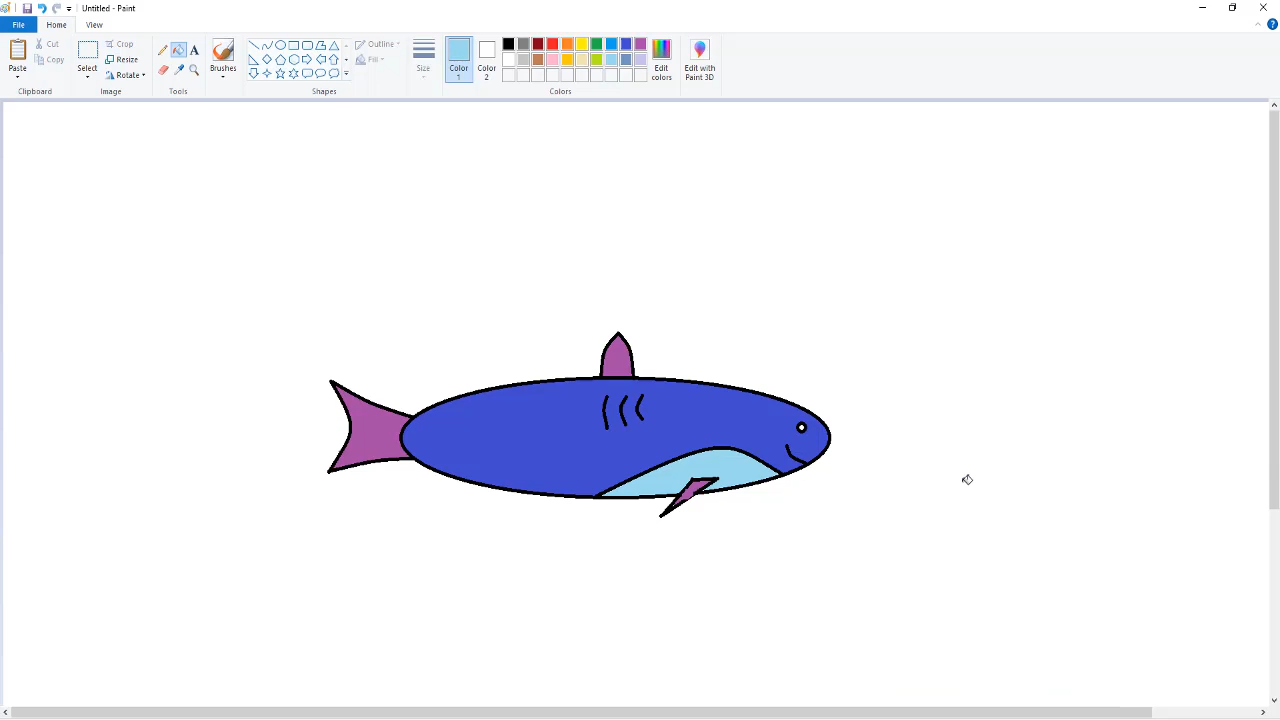 Untitled - Paint
File Home View
Paste
Cut
Copy
Clipboard
Select
Crop
Resize
Rotate
Image
A
Tools
Brushes
Shapes
Outline
Fill
Size
Color 1
Color 2
Colors
Edit colors
Edit with Paint 3D